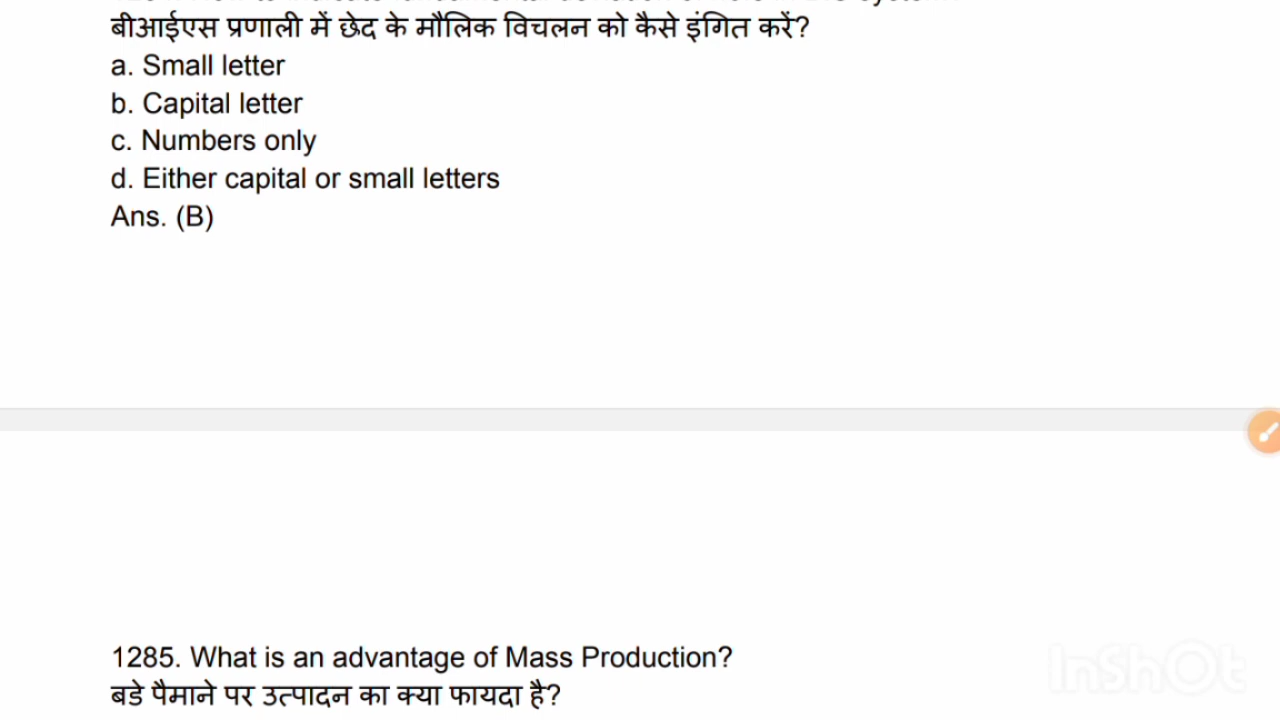 बीआईएस प्रणाली में छेद के मौलिक विचलन को कैसे इंगित करें?
a. Small letter
b. Capital letter
c. Numbers only
d. Either capital or small letters
Ans. (B)
1285. What is an advantage of Mass Production?
बडे पैमाने पर उत्पादन का क्या फायदा है?
InShOt